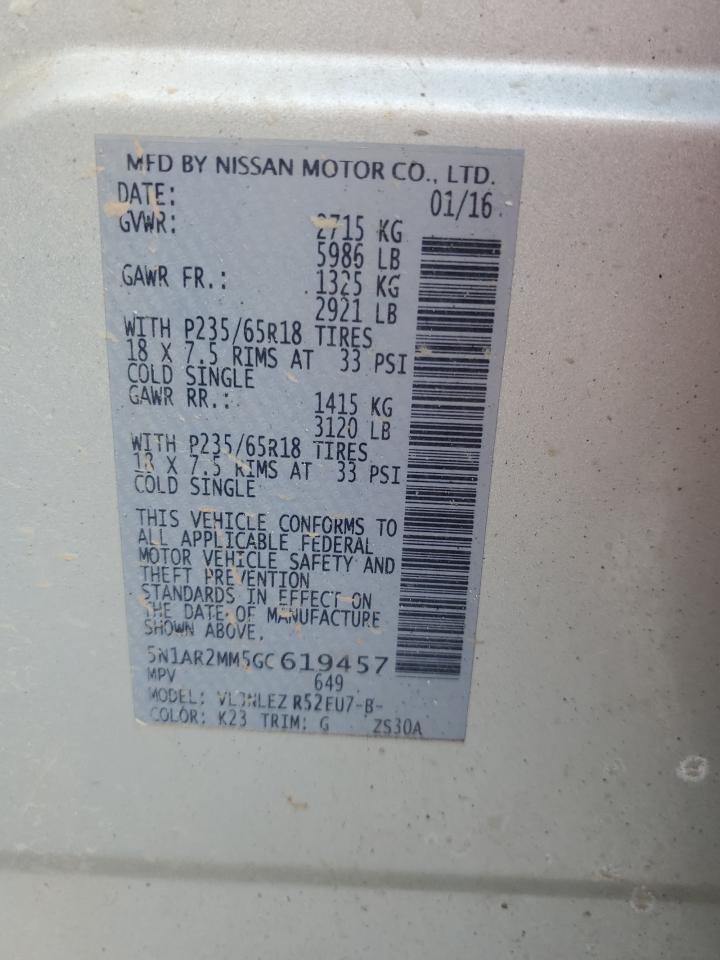 MFD BY NISSAN MOTOR CO., LTD.
DATE: 01/16
GVWR: 2715 KG
5986 LB
GAWR FR.: 1325 KG
2921 LB
WITH P235/65R18 TIRES
18 X 7.5 RIMS AT 33 PSI
COLD SINGLE
GAWR RR.: 1415 KG
3120 LB
WITH P235/65R18 TIRES
18 X 7.5 RIMS AT 33 PSI
COLD SINGLE
THIS VEHICLE CONFORMS TO
ALL APPLICABLE FEDERAL
MOTOR VEHICLE SAFETY AND
THEFT PREVENTION
STANDARDS IN EFFECT ON
THE DATE OF MANUFACTURE
SHOWN ABOVE.
5N1AR2MM5GC619457
MPV 649
MODEL: R52FU7-B-
COLOR: K23 TRIM: G ZS30A